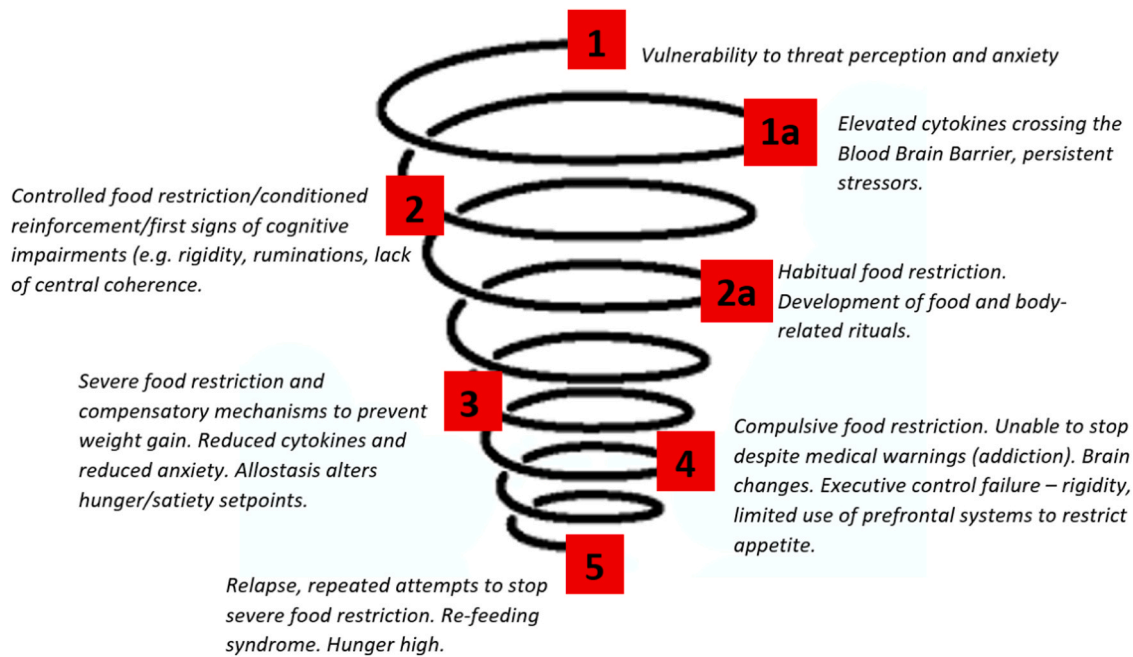 1
Vulnerability to threat perception and anxiety
1a
Elevated cytokines crossing the
Blood Brain Barrier, persistent
stressors.
2
Controlled food restriction/conditioned
reinforcement/first signs of cognitive
impairments (e.g. rigidity, ruminations, lack
of central coherence.
2a
Habitual food restriction.
Development of food and body-
related rituals.
3
Severe food restriction and
compensatory mechanisms to prevent
weight gain. Reduced cytokines and
reduced anxiety. Allostasis alters
hunger/satiety setpoints.
4
Compulsive food restriction. Unable to stop
despite medical warnings (addiction). Brain
changes. Executive control failure – rigidity,
limited use of prefrontal systems to restrict
appetite.
5
Relapse, repeated attempts to stop
severe food restriction. Re-feeding
syndrome. Hunger high.